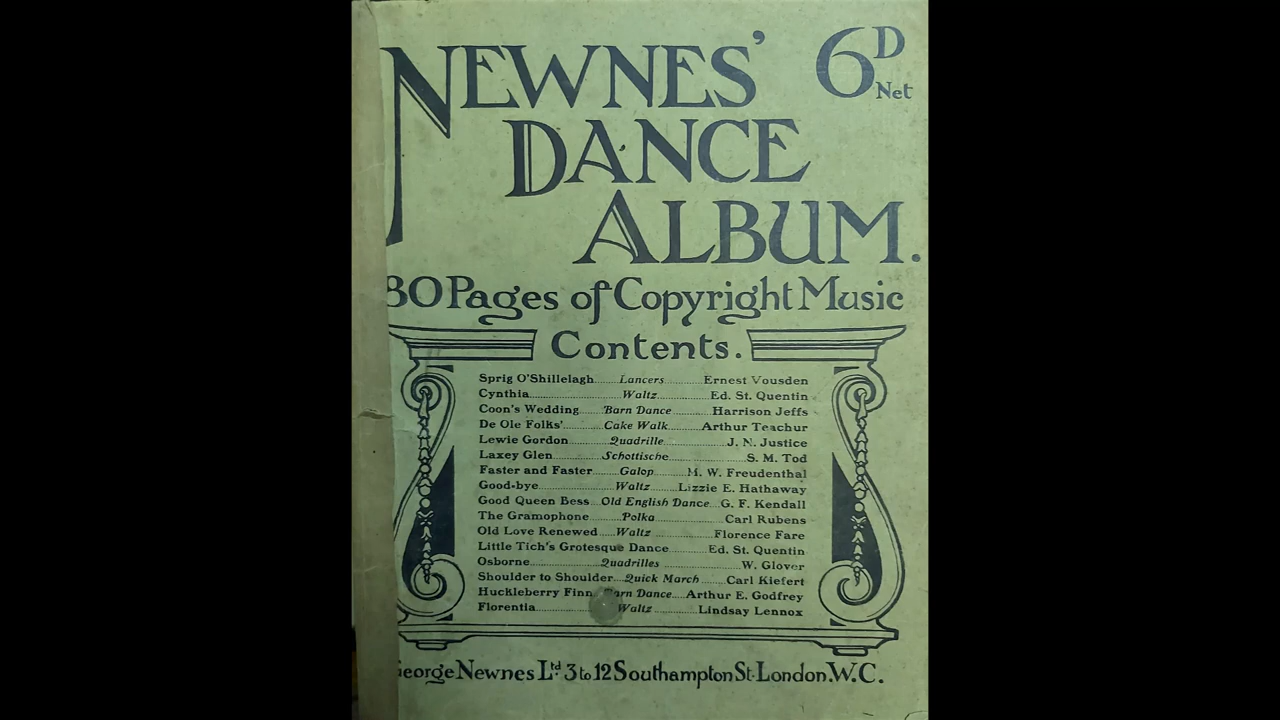 NEWNES' 6D Net
DANCE
ALBUM.
80 Pages of Copyright Music
Contents.
Sprig O'Shillelagh........Lancers............Ernest Vousden
Cynthia............................Waltz................Ed. St. Quentin
Coon's Wedding......Barn Dance............Harrison Jeffs
De Ole Folks'............Cake Walk..........Arthur Teachur
Lewie Gordon............Quadrille...................J. N. Justice
Laxey Glen...............Schottische........................S. M. Tod
Faster and Faster........Galop..........M. W. Freudenthal
Good-bye.........................Waltz........Lizzie E. Hathaway
Good Queen Bess...Old English Dance...G. F. Kendall
The Gramophone..........Polka.......................Carl Rubens
Old Love Renewed.....Waltz..................Florence Fare
Little Tich's Grotesque Dance............Ed. St. Quentin
Osborne....................Quadrilles........................W. Glover
Shoulder to Shoulder...Quick March.......Carl Kiefert
Huckleberry Finn...Barn Dance....Arthur E. Godfrey
Florentia..........................Waltz............Lindsay Lennox
George Newnes Ltd. 3 to 12 Southampton St. London. W.C.